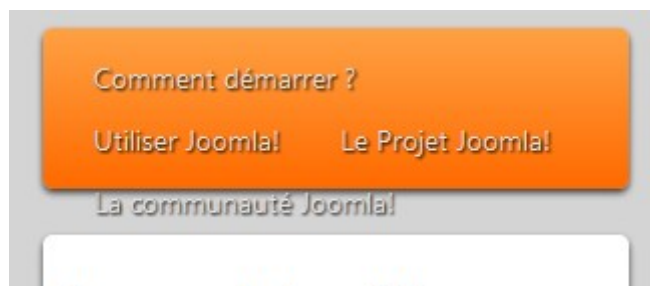 Comment démarrer ?
Utiliser Joomla! Le Projet Joomla!
La communauté Joomla!